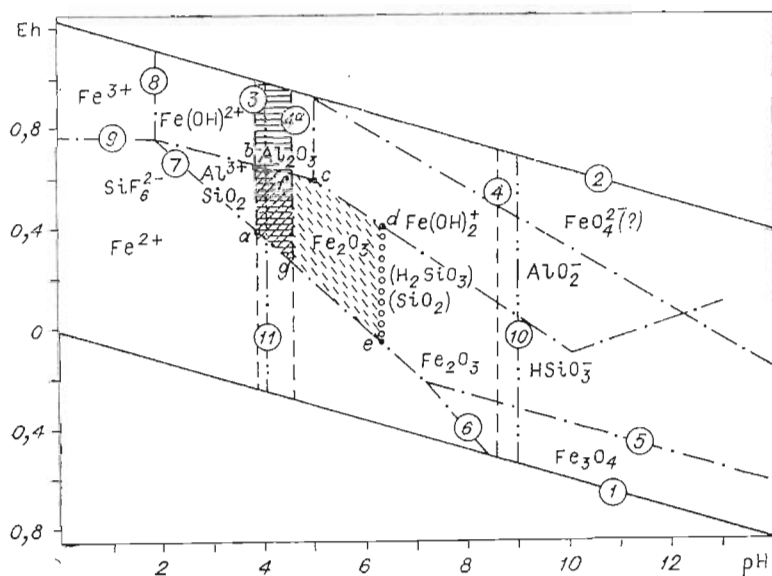 Eh
8
Fe³⁺
3
Fe(OH)²⁺
4ᵃ
0,8
9
7
b Al₂O₃
2
Al³⁺
SiF₆²⁻
SiO₂
f
c
4
FeO₄²⁻(?)
0,4
a
Fe₂O₃
d Fe(OH)₂⁺
Fe²⁺
g
(H₂SiO₃)
(SiO₂)
AlO₂⁻
0
11
e
10
Fe₂O₃
HSiO₃⁻
0,4
6
5
Fe₃O₄
1
0,8
2 4 6 8 10 12 pH